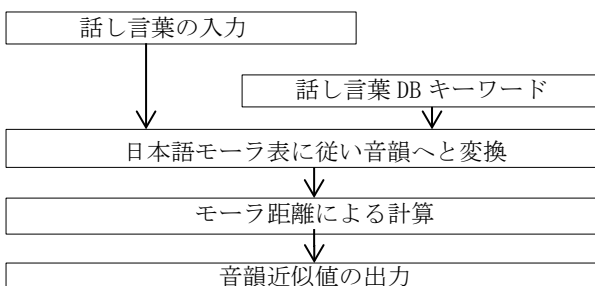 話し言葉の入力
話し言葉 DB キーワード
日本語モーラ表に従い音韻へと変換
モーラ距離による計算
音韻近似値の出力